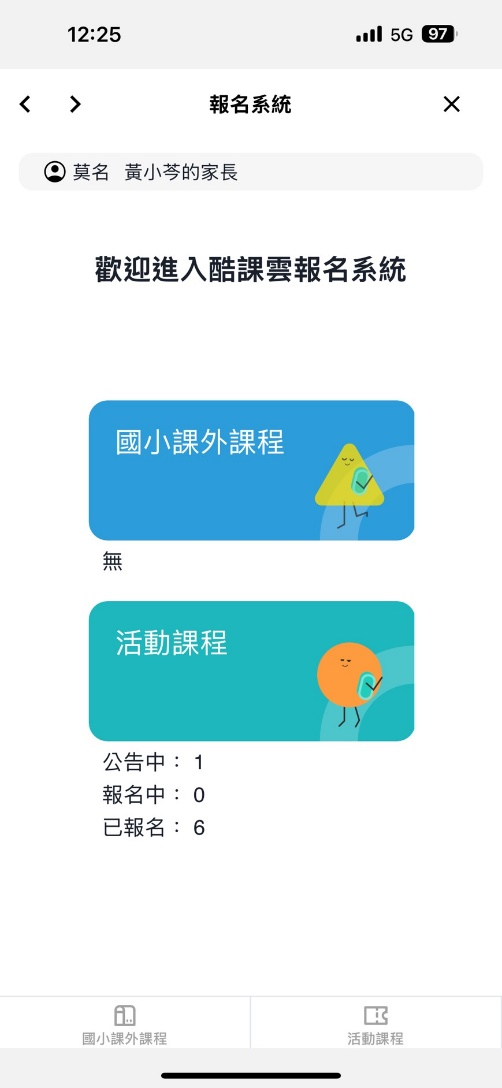 12:25 5G 97
報名系統
莫名 黃小芩的家長
歡迎進入酷課雲報名系統
國小課外課程
無
活動課程
公告中： 1
報名中： 0
已報名： 6
國小課外課程 活動課程